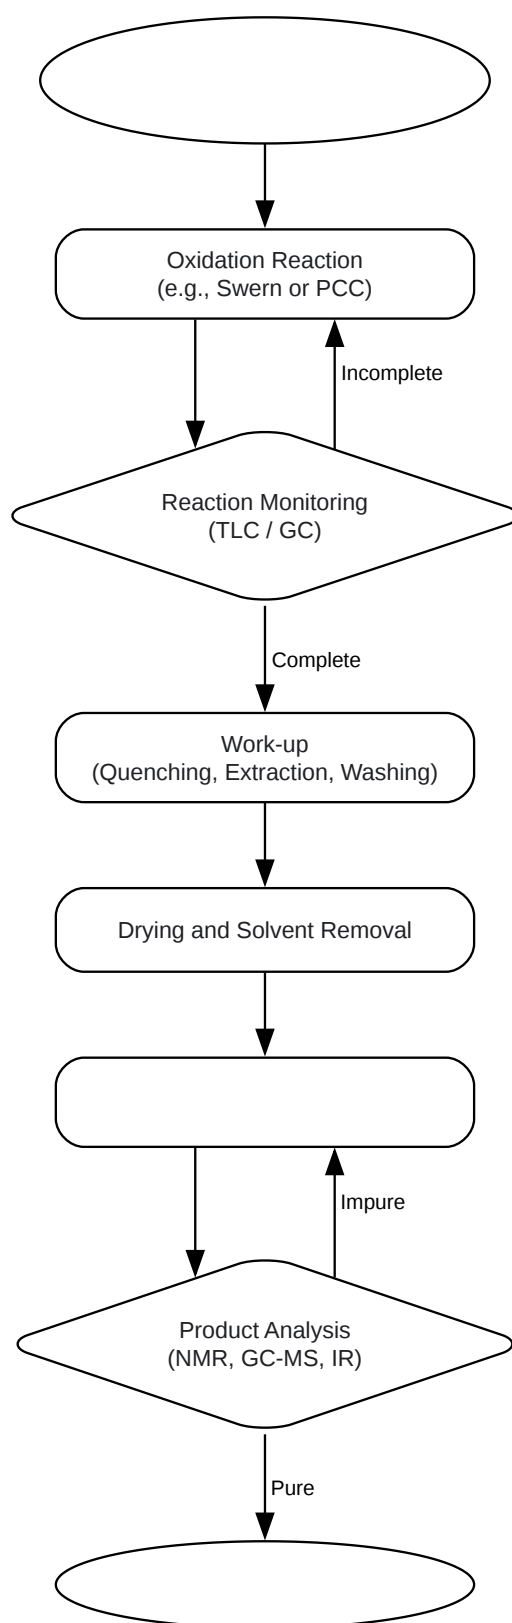 Oxidation Reaction
(e.g., Swern or PCC)
Incomplete
Reaction Monitoring
(TLC / GC)
Complete
Work-up
(Quenching, Extraction, Washing)
Drying and Solvent Removal
Impure
Product Analysis
(NMR, GC-MS, IR)
Pure